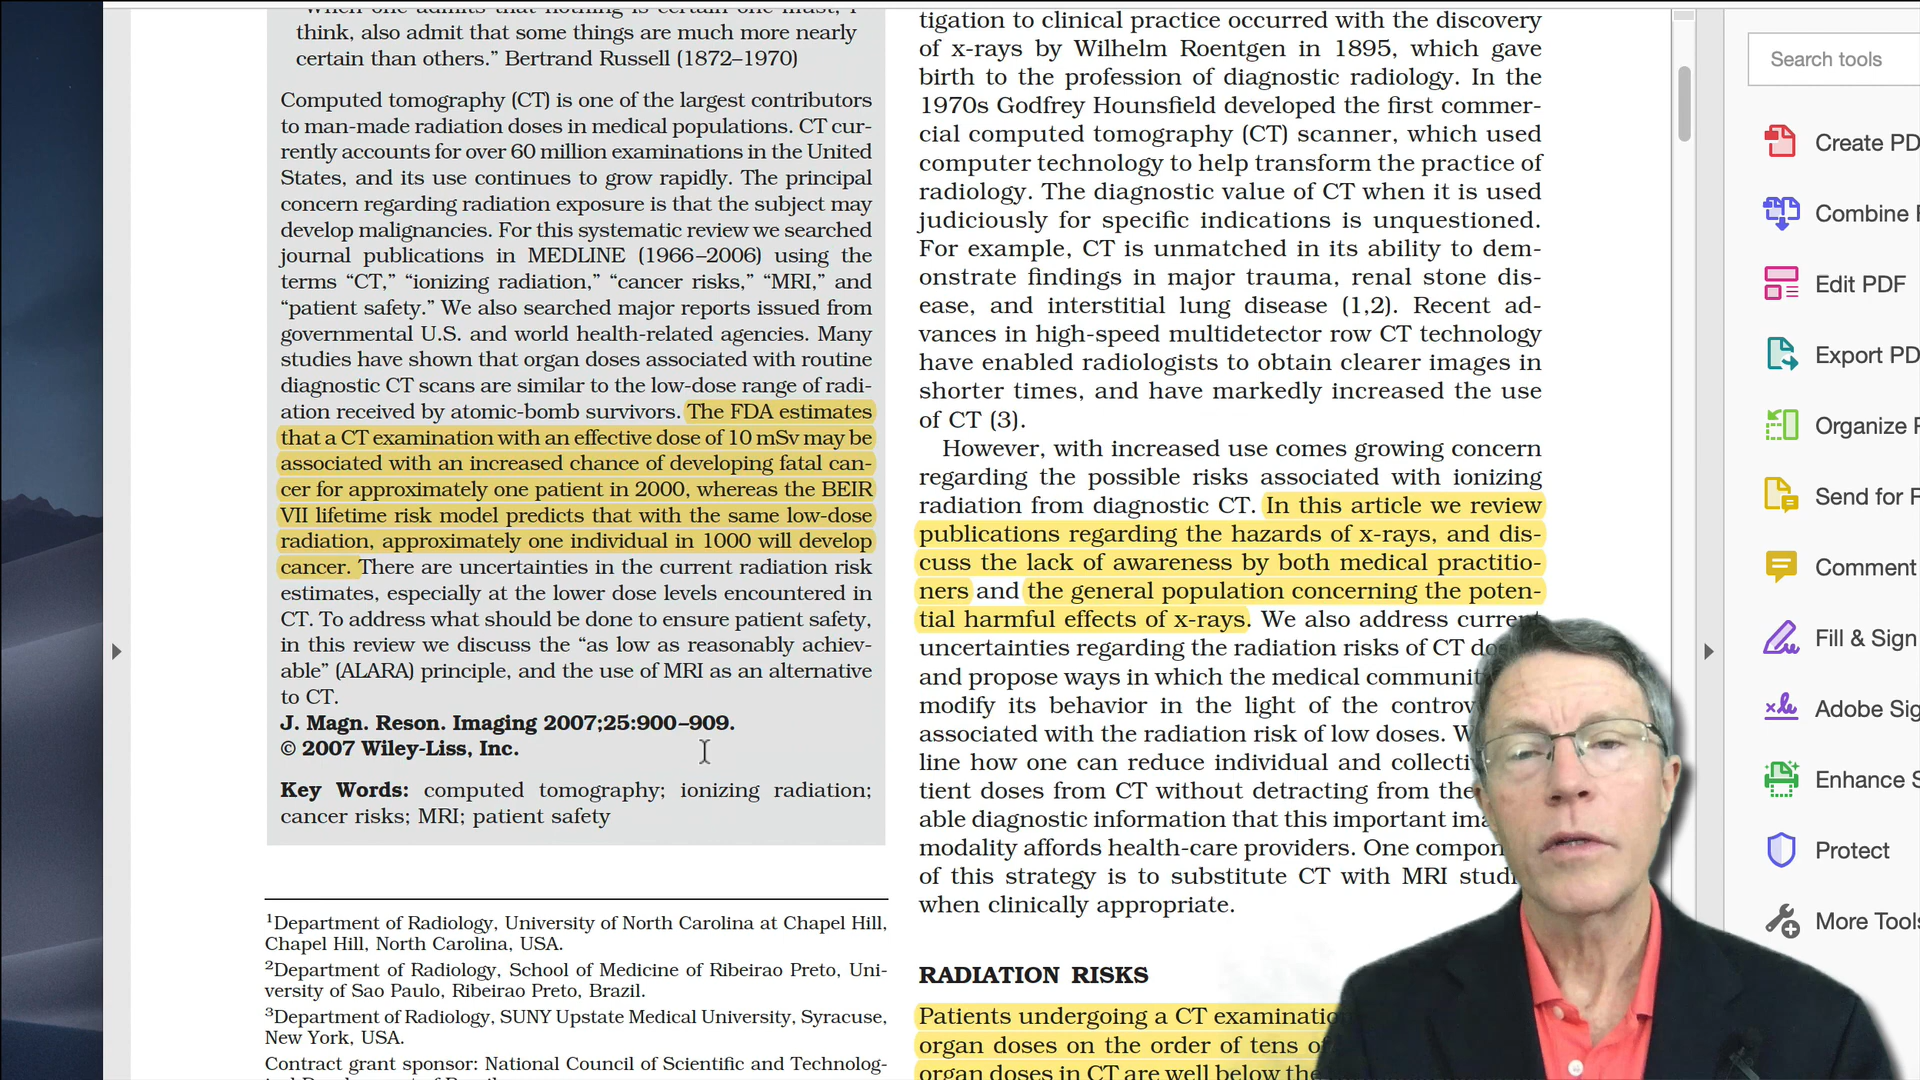 "When one admits that nothing is certain one must, I
think, also admit that some things are much more nearly
certain than others.” Bertrand Russell (1872–1970)
Computed tomography (CT) is one of the largest contributors
to man-made radiation doses in medical populations. CT cur-
rently accounts for over 60 million examinations in the United
States, and its use continues to grow rapidly. The principal
concern regarding radiation exposure is that the subject may
develop malignancies. For this systematic review we searched
journal publications in MEDLINE (1966–2006) using the
terms “CT,” “ionizing radiation,” “cancer risks,” “MRI,” and
“patient safety.” We also searched major reports issued from
governmental U.S. and world health-related agencies. Many
studies have shown that organ doses associated with routine
diagnostic CT scans are similar to the low-dose range of radi-
ation received by atomic-bomb survivors. The FDA estimates
that a CT examination with an effective dose of 10 mSv may be
associated with an increased chance of developing fatal can-
cer for approximately one patient in 2000, whereas the BEIR
VII lifetime risk model predicts that with the same low-dose
radiation, approximately one individual in 1000 will develop
cancer. There are uncertainties in the current radiation risk
estimates, especially at the lower dose levels encountered in
CT. To address what should be done to ensure patient safety,
in this review we discuss the “as low as reasonably achiev-
able” (ALARA) principle, and the use of MRI as an alternative
to CT.
J. Magn. Reson. Imaging 2007;25:900–909.
© 2007 Wiley-Liss, Inc.
Key Words: computed tomography; ionizing radiation;
cancer risks; MRI; patient safety
1Department of Radiology, University of North Carolina at Chapel Hill,
Chapel Hill, North Carolina, USA.
2Department of Radiology, School of Medicine of Ribeirao Preto, Uni-
versity of Sao Paulo, Ribeirao Preto, Brazil.
3Department of Radiology, SUNY Upstate Medical University, Syracuse,
New York, USA.
Contract grant sponsor: National Council of Scientific and Technolog-
tigation to clinical practice occurred with the discovery
of x-rays by Wilhelm Roentgen in 1895, which gave
birth to the profession of diagnostic radiology. In the
1970s Godfrey Hounsfield developed the first commer-
cial computed tomography (CT) scanner, which used
computer technology to help transform the practice of
radiology. The diagnostic value of CT when it is used
judiciously for specific indications is unquestioned.
For example, CT is unmatched in its ability to dem-
onstrate findings in major trauma, renal stone dis-
ease, and interstitial lung disease (1,2). Recent ad-
vances in high-speed multidetector row CT technology
have enabled radiologists to obtain clearer images in
shorter times, and have markedly increased the use
of CT (3).
However, with increased use comes growing concern
regarding the possible risks associated with ionizing
radiation from diagnostic CT. In this article we review
publications regarding the hazards of x-rays, and dis-
cuss the lack of awareness by both medical practitio-
ners and the general population concerning the poten-
tial harmful effects of x-rays. We also address current
uncertainties regarding the radiation risks of CT do
and propose ways in which the medical communi
modify its behavior in the light of the contro
associated with the radiation risk of low doses. W
line how one can reduce individual and collecti
tient doses from CT without detracting from the
able diagnostic information that this important ima
modality affords health-care providers. One compon
of this strategy is to substitute CT with MRI stud
when clinically appropriate.
RADIATION RISKS
Patients undergoing a CT examinatio
organ doses on the order of tens o
organ doses in CT are well below the
Search tools
Create PD
Combine F
Edit PDF
Export PD
Organize P
Send for F
Comment
Fill & Sign
Adobe Sig
Enhance S
Protect
More Tools